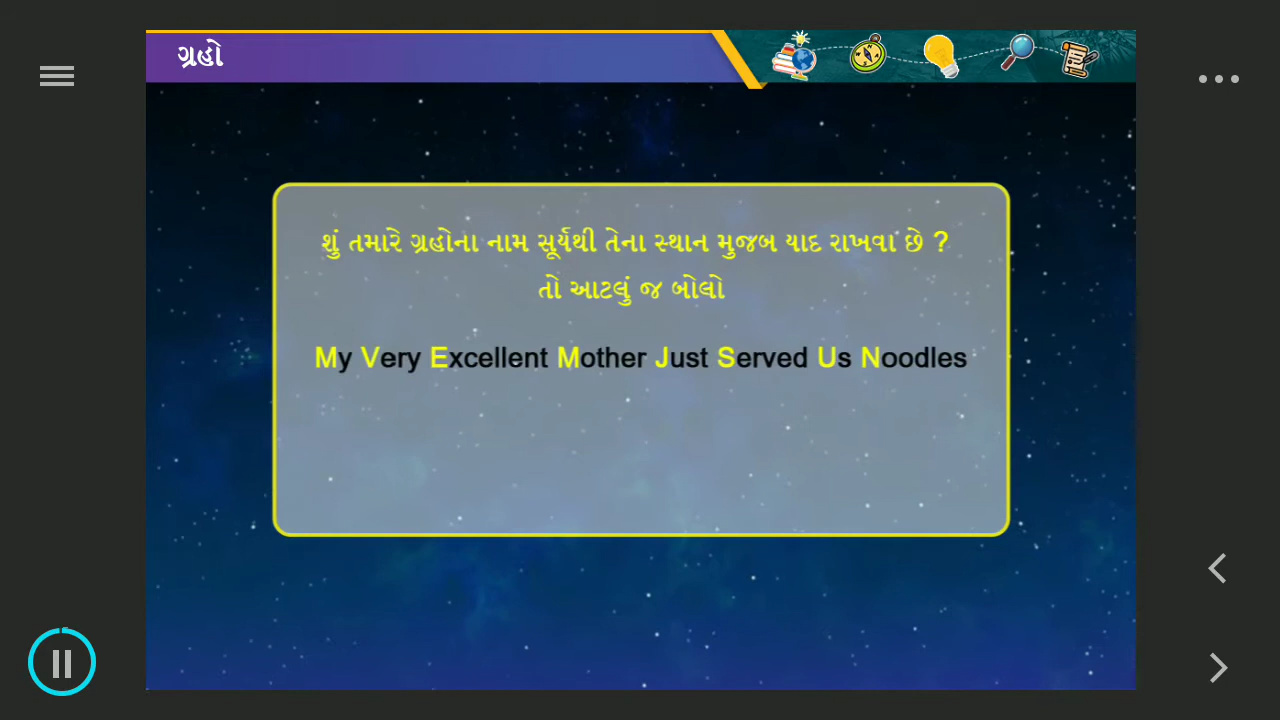 ગ્રહો
શું તમારે ગ્રહોના નામ સૂર્યથી તેના સ્થાન મુજબ યાદ રાખવા છે ?
તો આટલું જ બોલો
My Very Excellent Mother Just Served Us Noodles